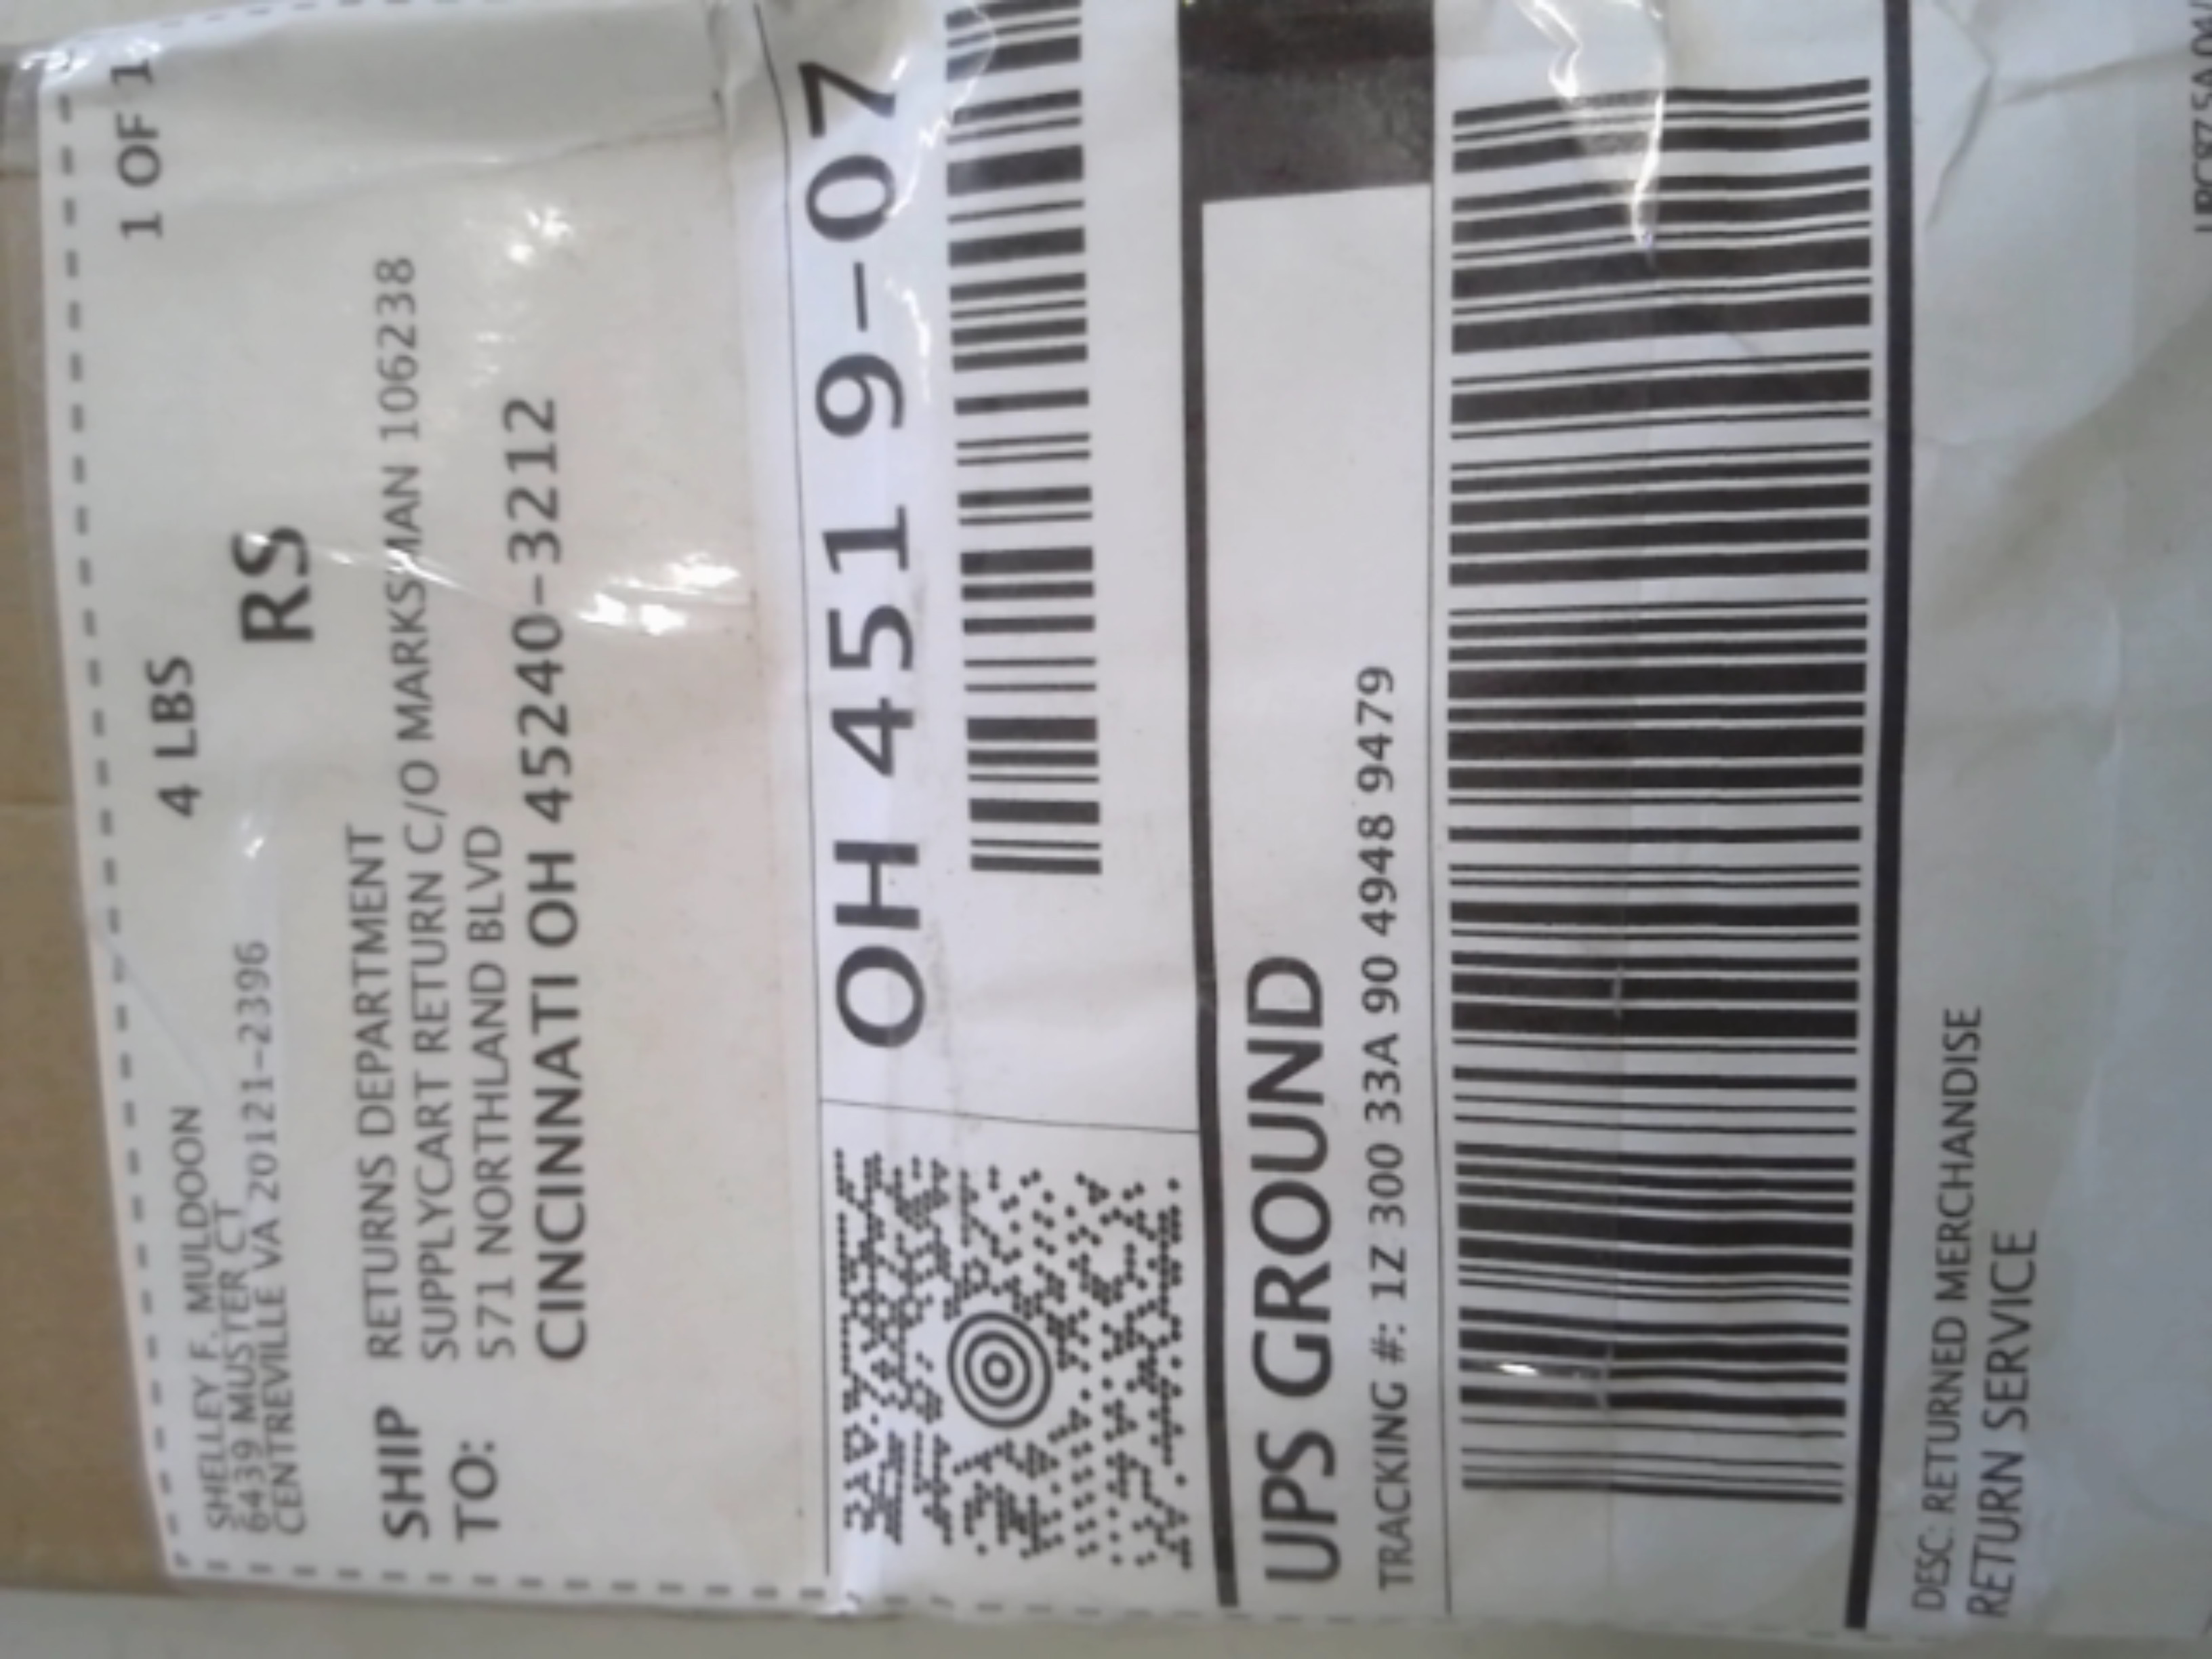 SHELLEY F. MULDOON
6439 MUSTER CT
CENTREVILLE VA 20121-2396
4 LBS
1 OF 1
RS
SHIP TO:
RETURNS DEPARTMENT
SUPPLYCART RETURN C/O MARKSMAN 106238
571 NORTHLAND BLVD
CINCINNATI OH 45240-3212
OH 451 9-07
UPS GROUND
TRACKING #: 1Z 300 33A 90 4948 9479
DESC: RETURNED MERCHANDISE
RETURN SERVICE